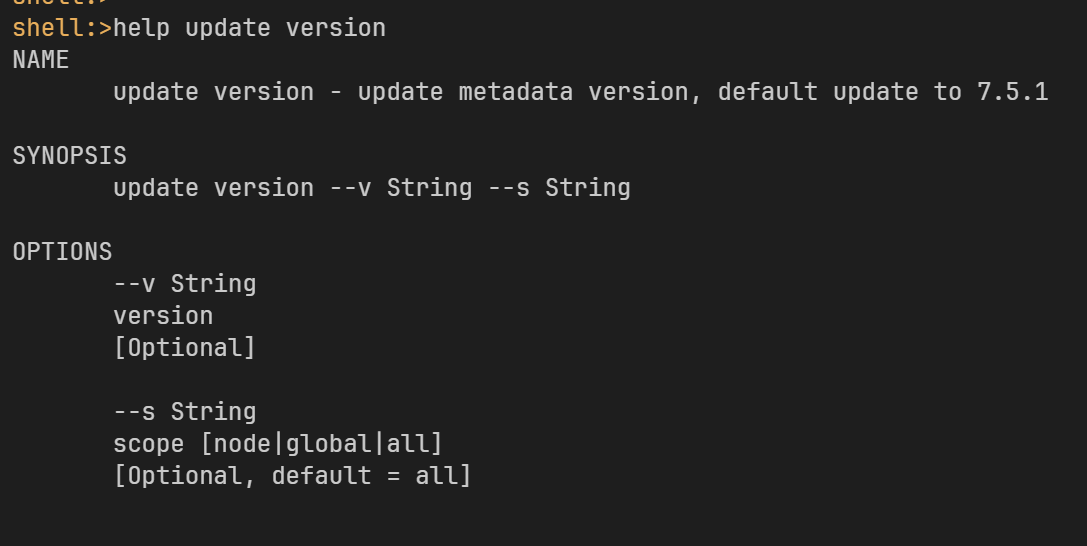 shell:>
shell:>help update version
NAME
update version - update metadata version, default update to 7.5.1
SYNOPSIS
update version --v String --s String
OPTIONS
--v String
version
[Optional]
--s String
scope [node|global|all]
[Optional, default = all]